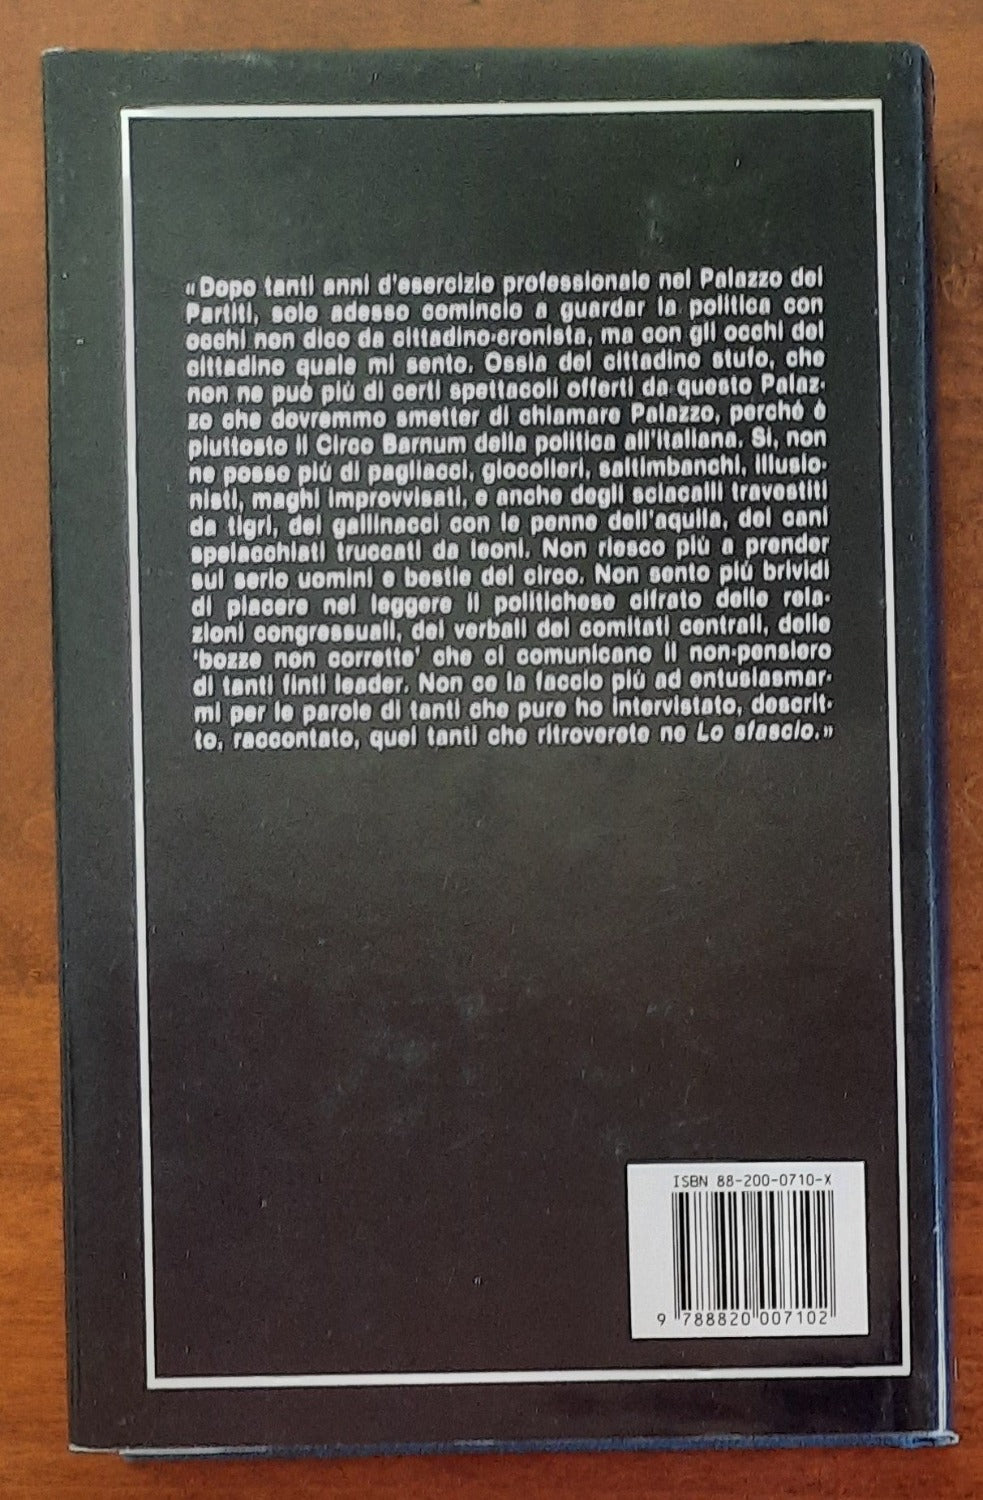 «Dopo tanti anni d'esercizio professionale nel Palazzo dei
Partiti, solo adesso comincio a guardar la politica con
occhi non dico da cittadino-cronista, ma con gli occhi del
cittadino quale mi sento. Ossia del cittadino stufo, che
non ne può più di certi spettacoli offerti da questo Palaz-
zo che dovremmo smetter di chiamare Palazzo, perché è
piuttosto il Circo Barnum della politica all'italiana. Sì, non
ne posso più di pagliacci, giocolieri, saltimbanchi, illusio-
nisti, maghi improvvisati, e anche degli sciacalli travestiti
da tigri, dei gallinacci con le penne dell'aquila, dei cani
spelacchiati truccati da leoni. Non riesco più a prender
sul serio uomini e bestie del circo. Non sento più brividi
di piacere nel leggere il politichese cifrato delle rela-
zioni congressuali, dei verbali dei comitati centrali, delle
'bozze non corrette' che ci comunicano il non-pensiero
di tanti finti leader. Non ce la faccio più ad entusiasmar-
mi per le parole di tanti che pure ho intervistato, descrit-
to, raccontato, quei tanti che ritroverete ne Lo sfascio.»
ISBN 88-200-0710-X
9 788820 007102